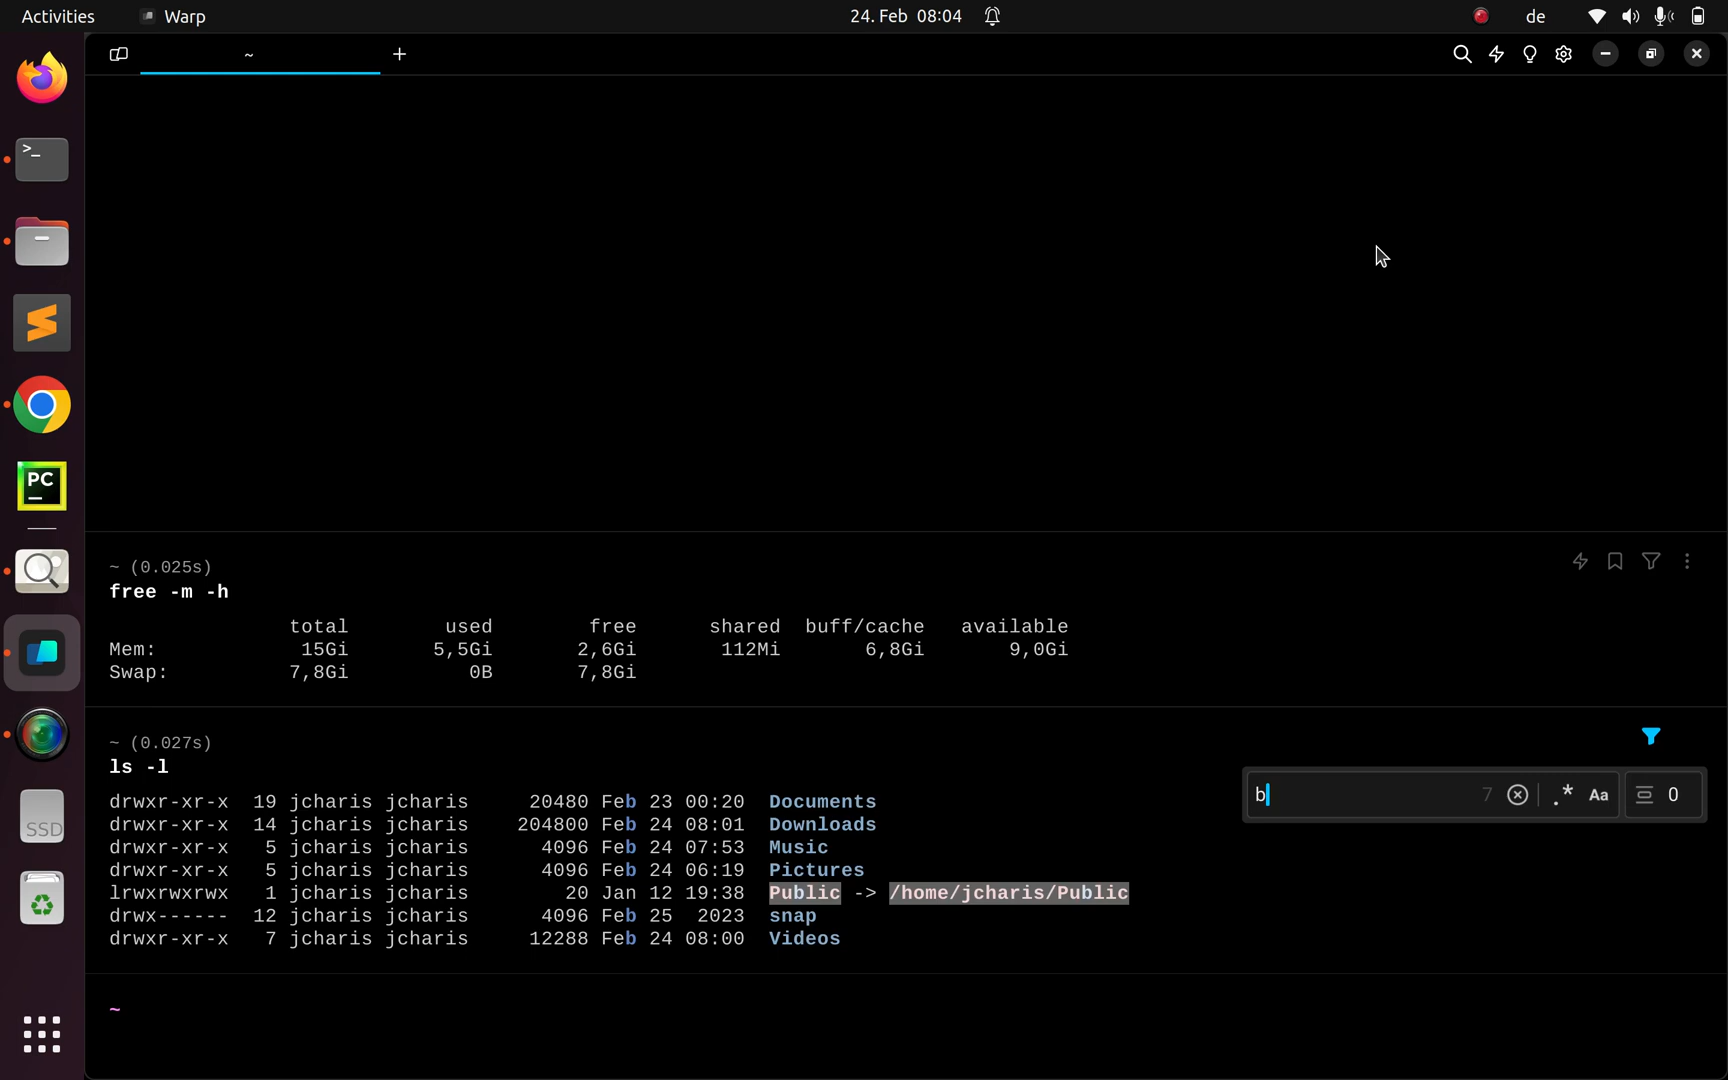 Activities Warp 24. Feb 08:04 de
~ +
~ (0.025s)
free -m -h
total used free shared buff/cache available
Mem: 15Gi 5,5Gi 2,6Gi 112Mi 6,8Gi 9,0Gi
Swap: 7,8Gi 0B 7,8Gi
~ (0.027s)
ls -l
b 7 .* Aa 0
drwxr-xr-x 19 jcharis jcharis 20480 Feb 23 00:20 Documents
drwxr-xr-x 14 jcharis jcharis 204800 Feb 24 08:01 Downloads
drwxr-xr-x 5 jcharis jcharis 4096 Feb 24 07:53 Music
drwxr-xr-x 5 jcharis jcharis 4096 Feb 24 06:19 Pictures
lrwxrwxrwx 1 jcharis jcharis 20 Jan 12 19:38 Public -> /home/jcharis/Public
drwx------ 12 jcharis jcharis 4096 Feb 25 2023 snap
drwxr-xr-x 7 jcharis jcharis 12288 Feb 24 08:00 Videos
~
>_
PC
SSD